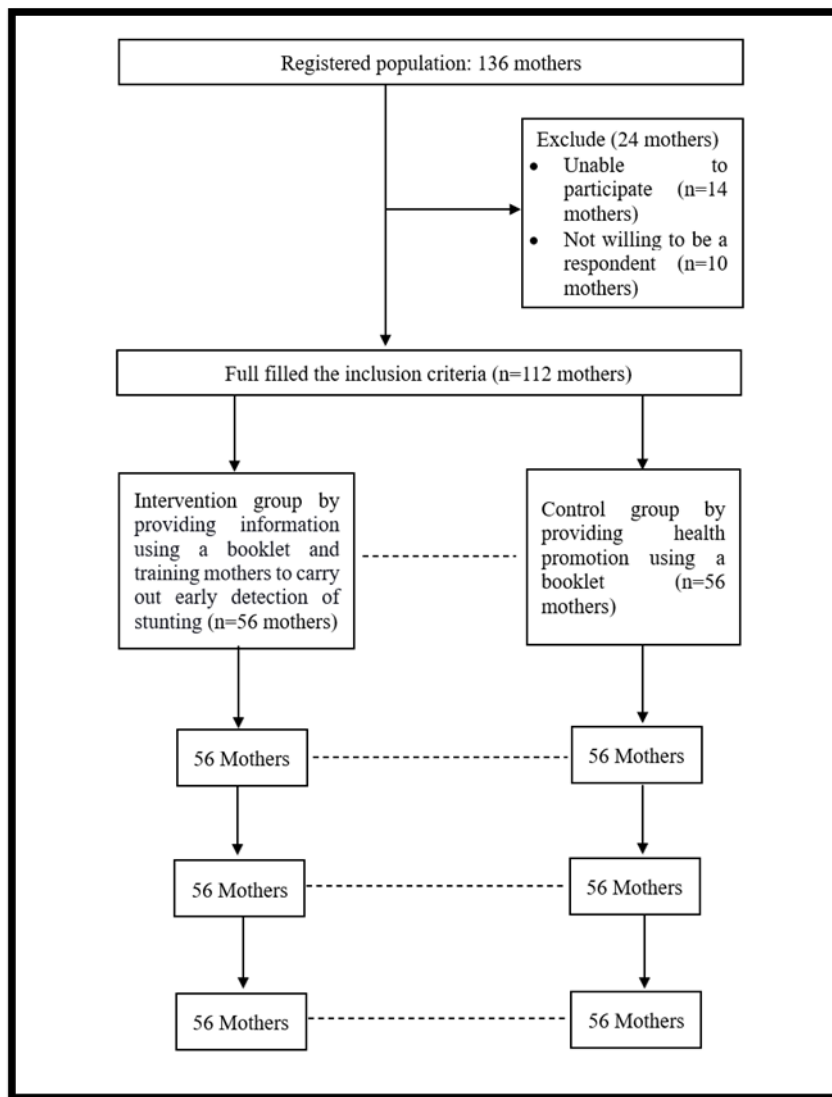 Registered population: 136 mothers
Exclude (24 mothers)
• Unable to
participate (n=14
mothers)
• Not willing to be a
respondent (n=10
mothers)
Full filled the inclusion criteria (n=112 mothers)
Intervention group by
providing information
using a booklet and
training mothers to carry
out early detection of
stunting (n=56 mothers)
Control group by
providing health
promotion using a
booklet (n=56
mothers)
56 Mothers
56 Mothers
56 Mothers
56 Mothers
56 Mothers
56 Mothers